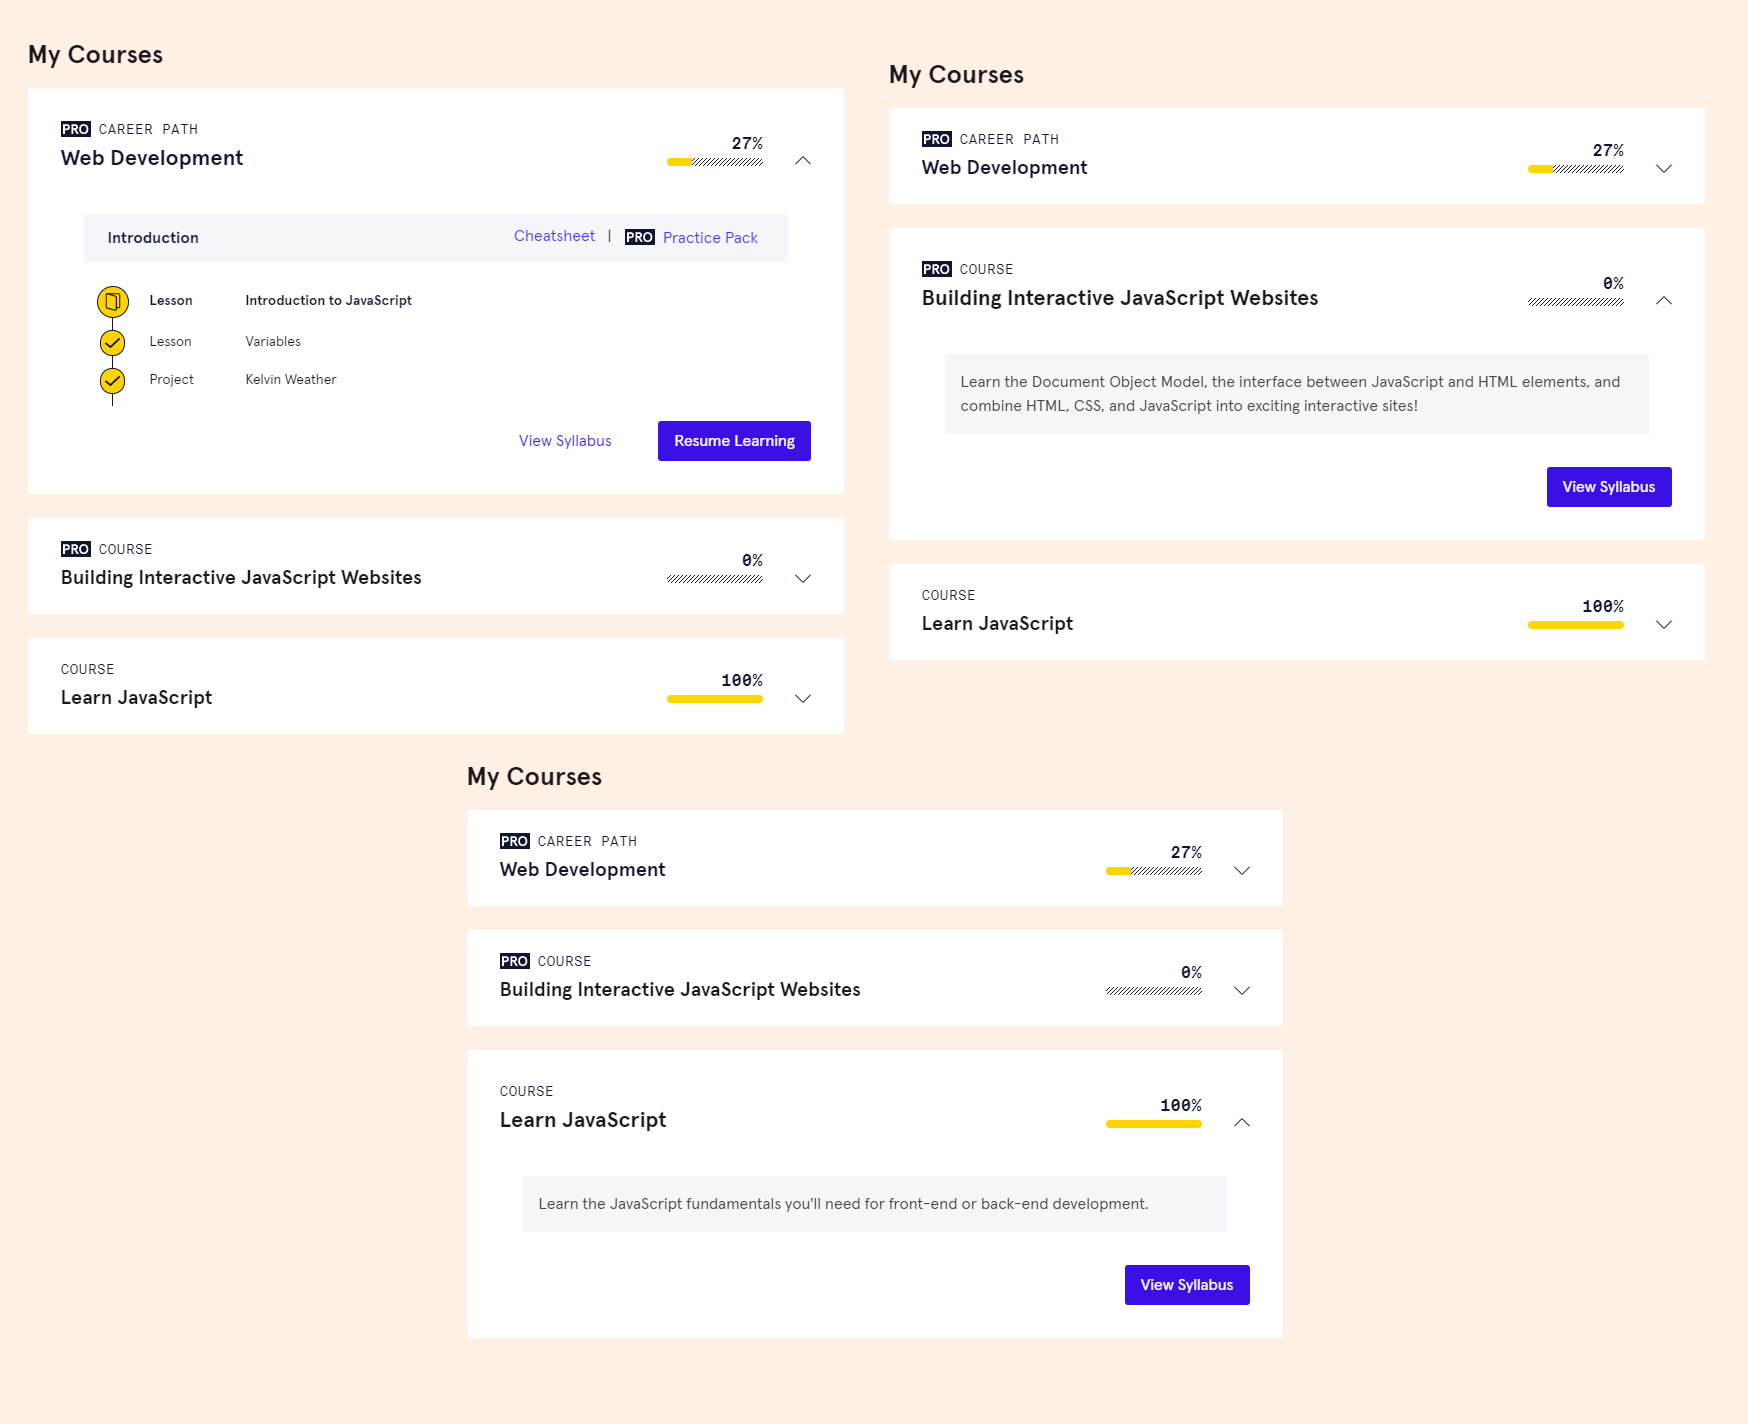 My Courses
PRO CAREER PATH
Web Development
27%
Introduction
Cheatsheet | PRO Practice Pack
Lesson Introduction to JavaScript
Lesson Variables
Project Kelvin Weather
View Syllabus
Resume Learning
PRO COURSE
Building Interactive JavaScript Websites
0%
COURSE
Learn JavaScript
100%
My Courses
PRO CAREER PATH
Web Development
27%
PRO COURSE
Building Interactive JavaScript Websites
0%
Learn the Document Object Model, the interface between JavaScript and HTML elements, and
combine HTML, CSS, and JavaScript into exciting interactive sites!
View Syllabus
COURSE
Learn JavaScript
100%
My Courses
PRO CAREER PATH
Web Development
27%
PRO COURSE
Building Interactive JavaScript Websites
0%
COURSE
Learn JavaScript
100%
Learn the JavaScript fundamentals you'll need for front-end or back-end development.
View Syllabus